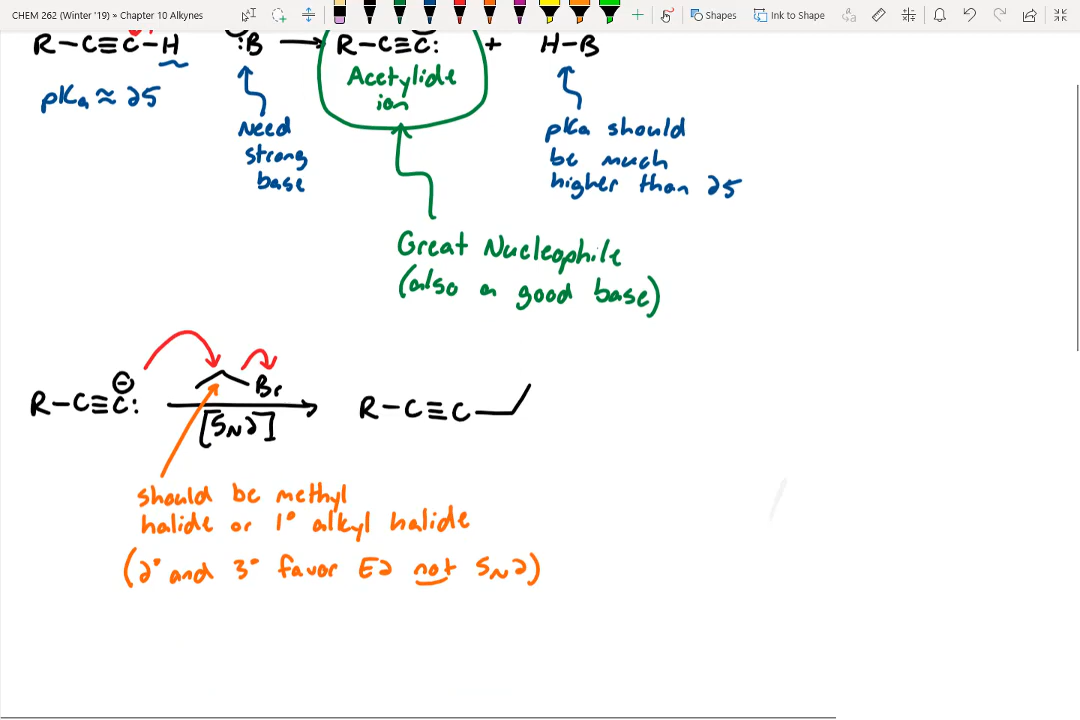 CHEM 262 (Winter '19) » Chapter 10 Alkynes
Shapes
Ink to Shape
R-C≡C-H :B → R-C≡C: + H-B
Acetylide
ion
pKa ≈ 25
Need
strong
base
pKa should
be much
higher than 25
Great Nucleophile
(also a good base)
R-C≡C:⊖ Br R-C≡C
[SN2]
should be methyl
halide or 1° alkyl halide
(2° and 3° favor E2 not SN2)